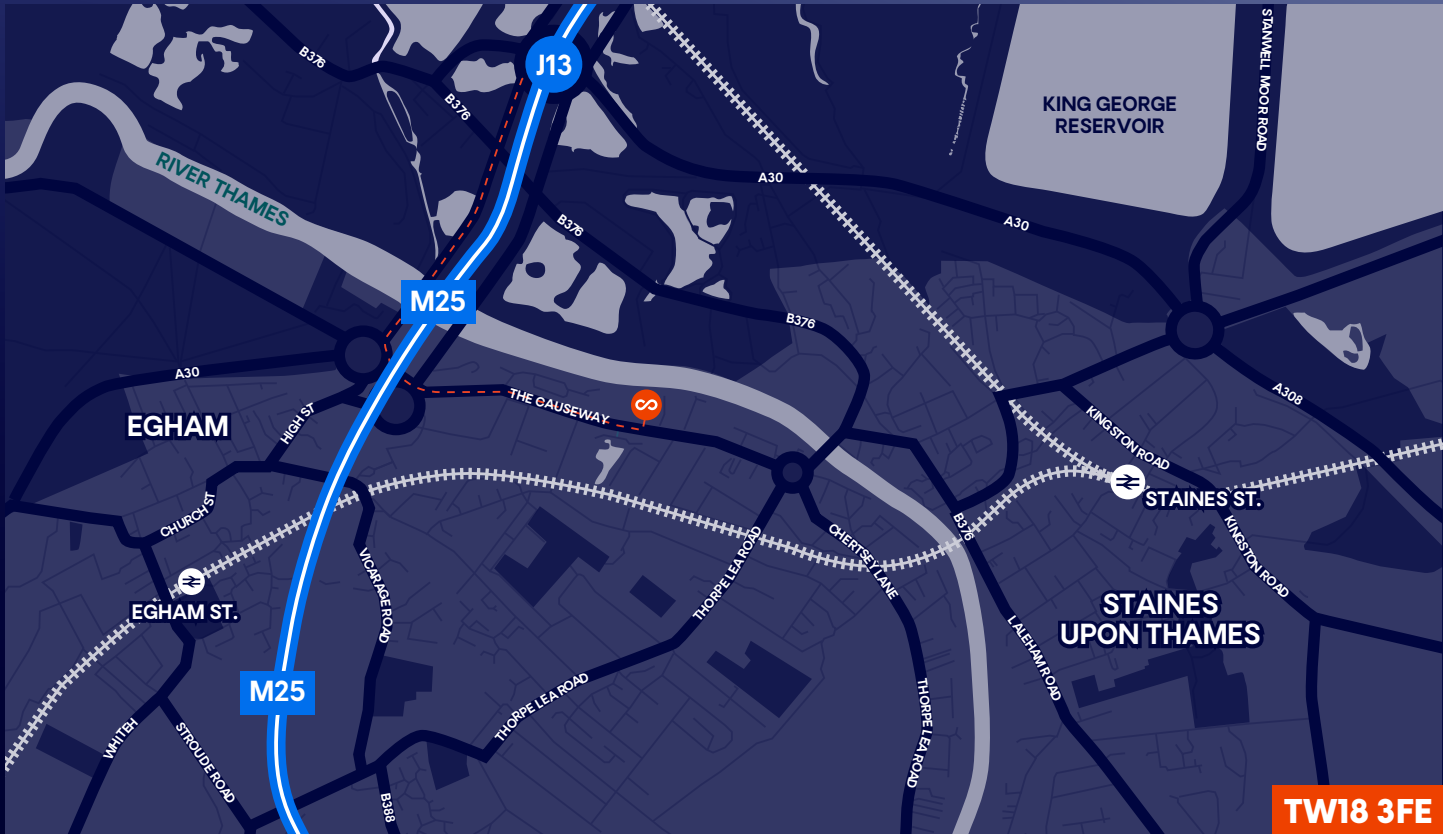 B376
J13
STANWELL MOOR ROAD
B376
KING GEORGE
RESERVOIR
RIVER THAMES
A30
B376
A30
M25
B376
A30
THE CAUSEWAY
A308
HIGH ST
EGHAM
KINGSTON ROAD
CHURCH ST
STAINES ST.
B376
KINGSTON ROAD
VICARAGE ROAD
THORPE LEA ROAD
CHERTSEY LANE
EGHAM ST.
STAINES
UPON THAMES
LALEHAM ROAD
M25
THORPE LEA ROAD
THORPE LEA ROAD
WHITEH
STROUDE ROAD
B388
TW18 3FE